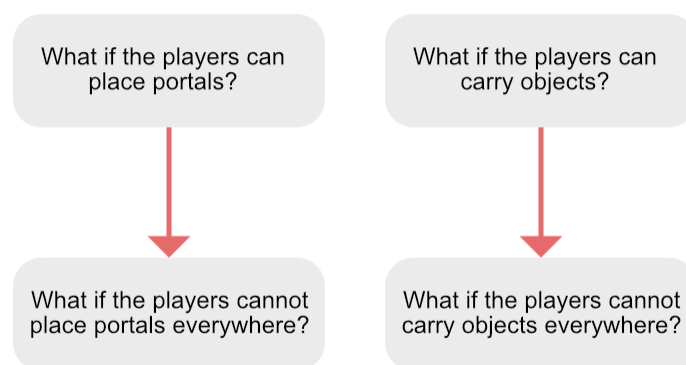 What if the players can
place portals?
What if the players can
carry objects?
What if the players cannot
place portals everywhere?
What if the players cannot
carry objects everywhere?